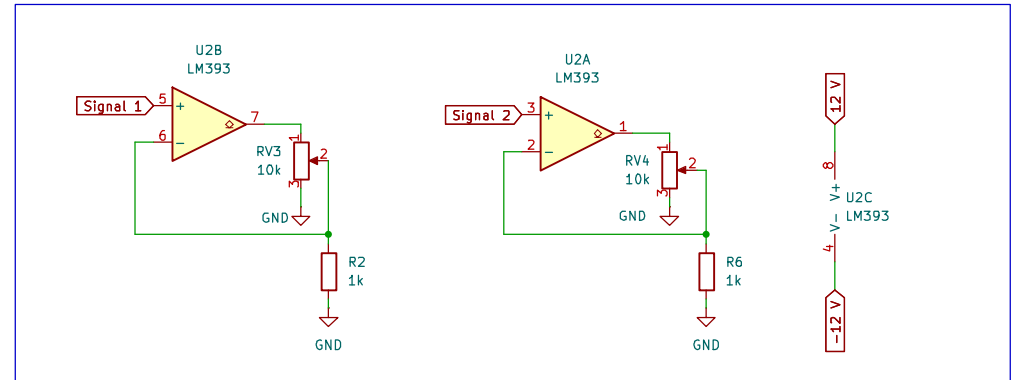 U2B
LM393
Signal 1
5
+
6
−
7
RV3
10k
1
2
3
GND
R2
1k
GND
U2A
LM393
Signal 2
3
+
2
−
1
RV4
10k
1
2
3
GND
R6
1k
GND
12 V
8
V+
U2C
LM393
V-
4
-12 V